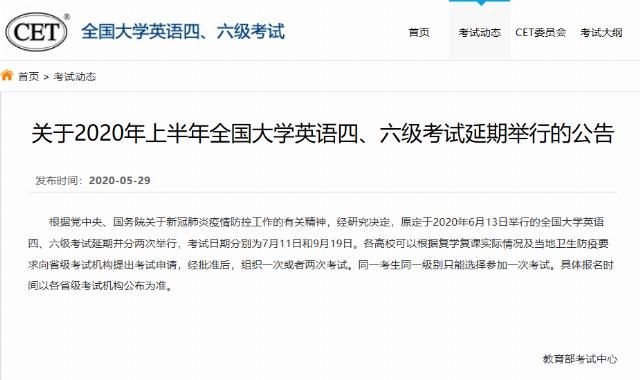 CET® 全国大学英语四、六级考试
首页 考试动态 CET委员会 考试大纲
首页 > 考试动态
关于2020年上半年全国大学英语四、六级考试延期举行的公告
发布时间：2020-05-29
根据党中央、国务院关于新冠肺炎疫情防控工作的有关精神，经研究决定，原定于2020年6月13日举行的全国大学英语
四、六级考试延期并分两次举行，考试日期分别为7月11日和9月19日。各高校可以根据复学复课实际情况及当地卫生防疫要
求向省级考试机构提出考试申请，经批准后，组织一次或者两次考试。同一考生同一级别只能选择参加一次考试。具体报名时
间以各省级考试机构公布为准。
教育部考试中心